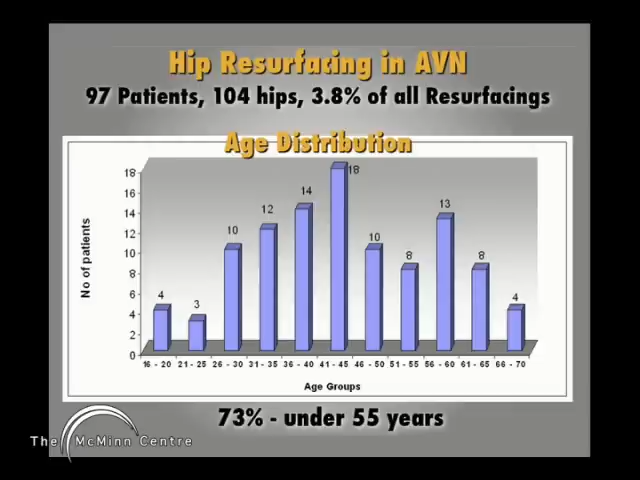 Hip Resurfacing in AVN
97 Patients, 104 hips, 3.8% of all Resurfacings
Age Distribution
18
16
14
12
10
8
6
4
2
0
No of patients
4 3 10 12 14 18 10 8 13 8 4
16 - 20 21 - 25 26 - 30 31 - 35 36 - 40 41 - 45 46 - 50 51 - 55 56 - 60 61 - 65 66 - 70
Age Groups
73% - under 55 years
The McMinn Centre